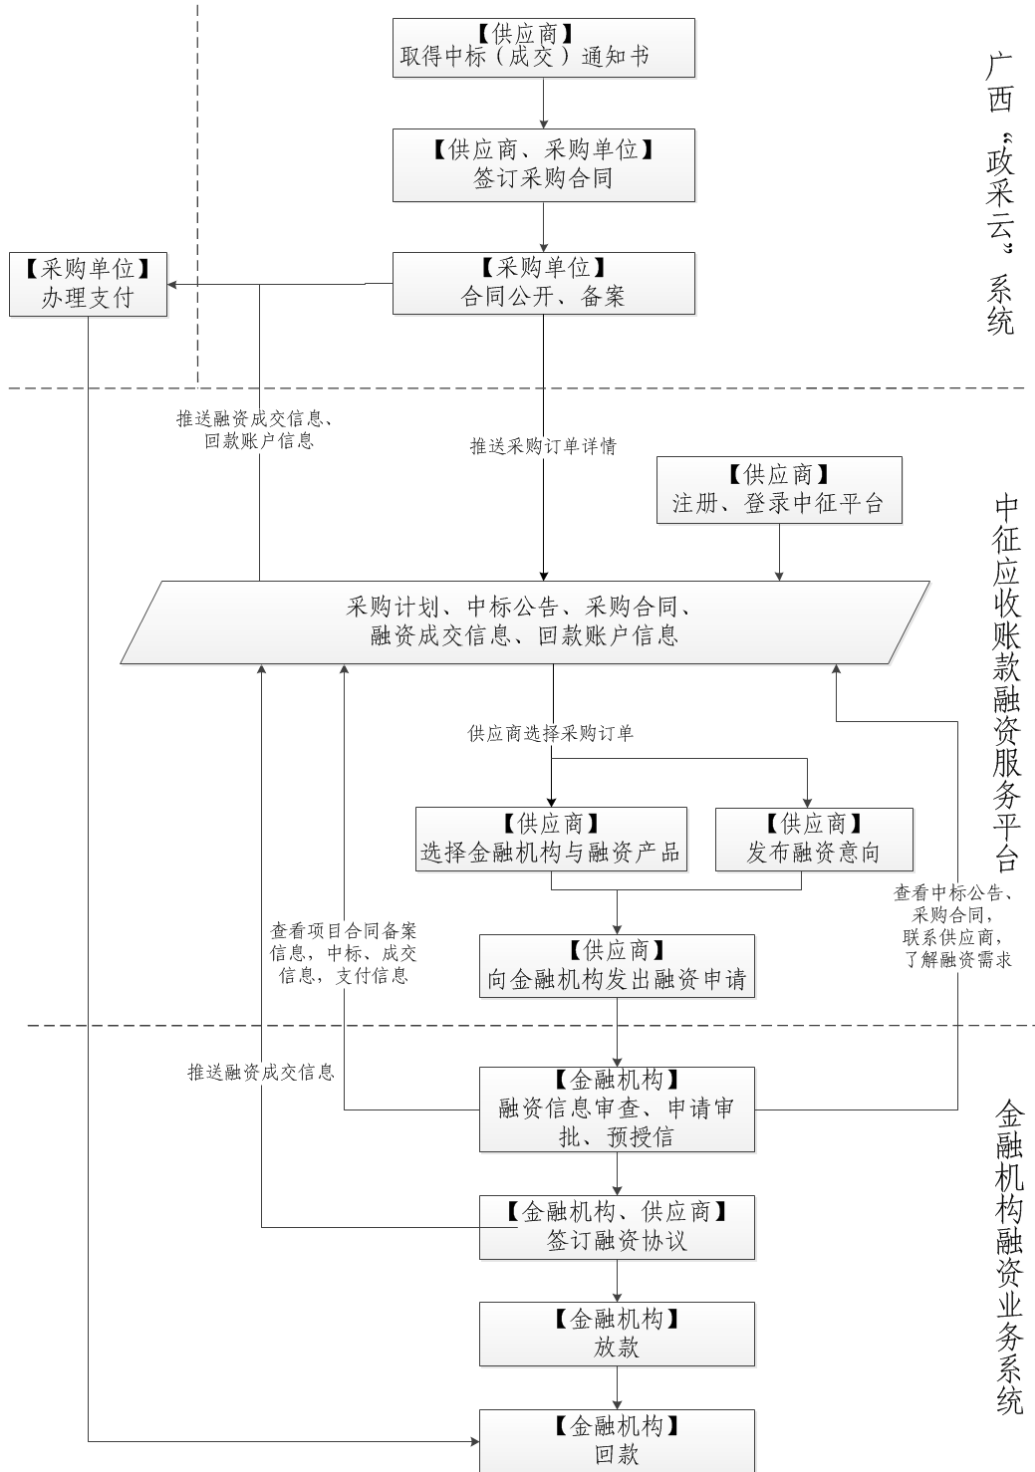 【供应商】
取得中标（成交）通知书
广西“政采云”系统
【供应商、采购单位】
签订采购合同
【采购单位】
办理支付
【采购单位】
合同公开、备案
推送融资成交信息、
回款账户信息
推送采购订单详情
【供应商】
注册、登录中征平台
中征应收账款融资服务平台
采购计划、中标公告、采购合同、
融资成交信息、回款账户信息
供应商选择采购订单
【供应商】
选择金融机构与融资产品
【供应商】
发布融资意向
查看中标公告、
采购合同，
联系供应商，
了解融资需求
查看项目合同备案
信息，中标、成交
信息，支付信息
【供应商】
向金融机构发出融资申请
推送融资成交信息
【金融机构】
融资信息审查、申请审
批、预授信
金融机构融资业务系统
【金融机构、供应商】
签订融资协议
【金融机构】
放款
【金融机构】
回款